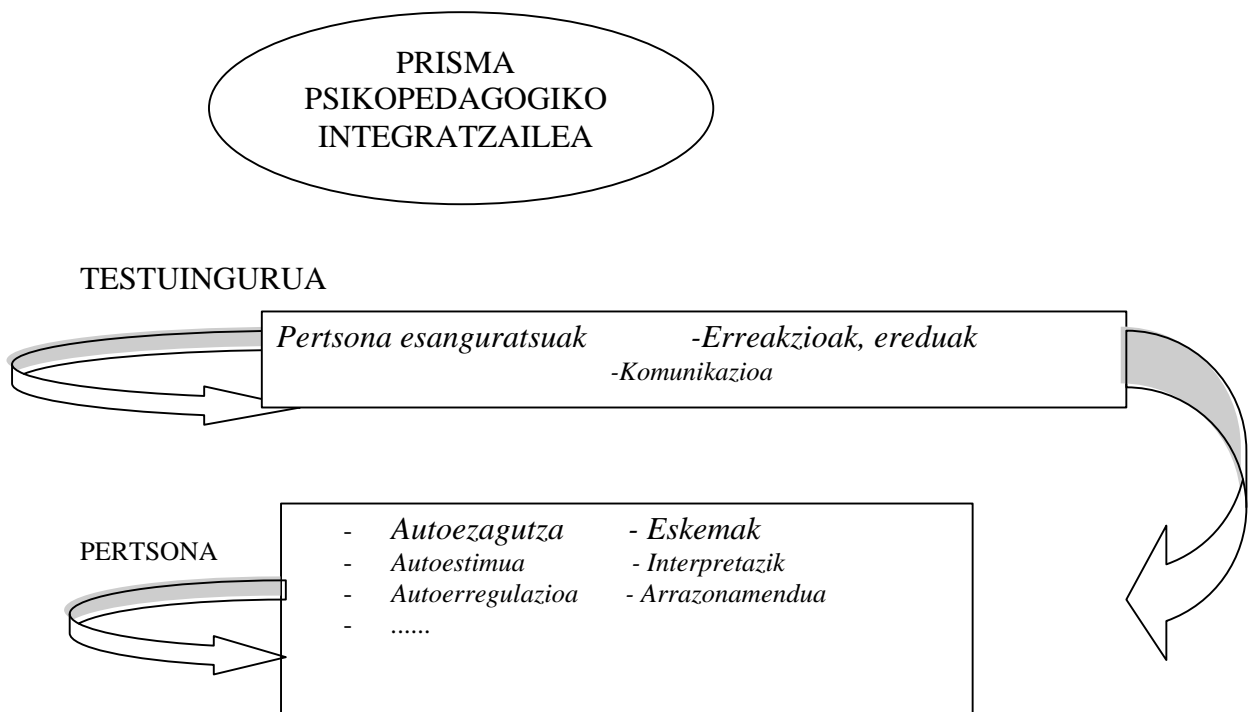 PRISMA
PSIKOPEDAGOGIKO
INTEGRATZAILEA
TESTUINGURUA
Pertsona esanguratsuak -Erreakzioak, ereduak
-Komunikazioa
PERTSONA
- Autoezagutza - Eskemak
- Autoestimua - Interpretazik
- Autoerregulazioa - Arrazonamendua
- ......